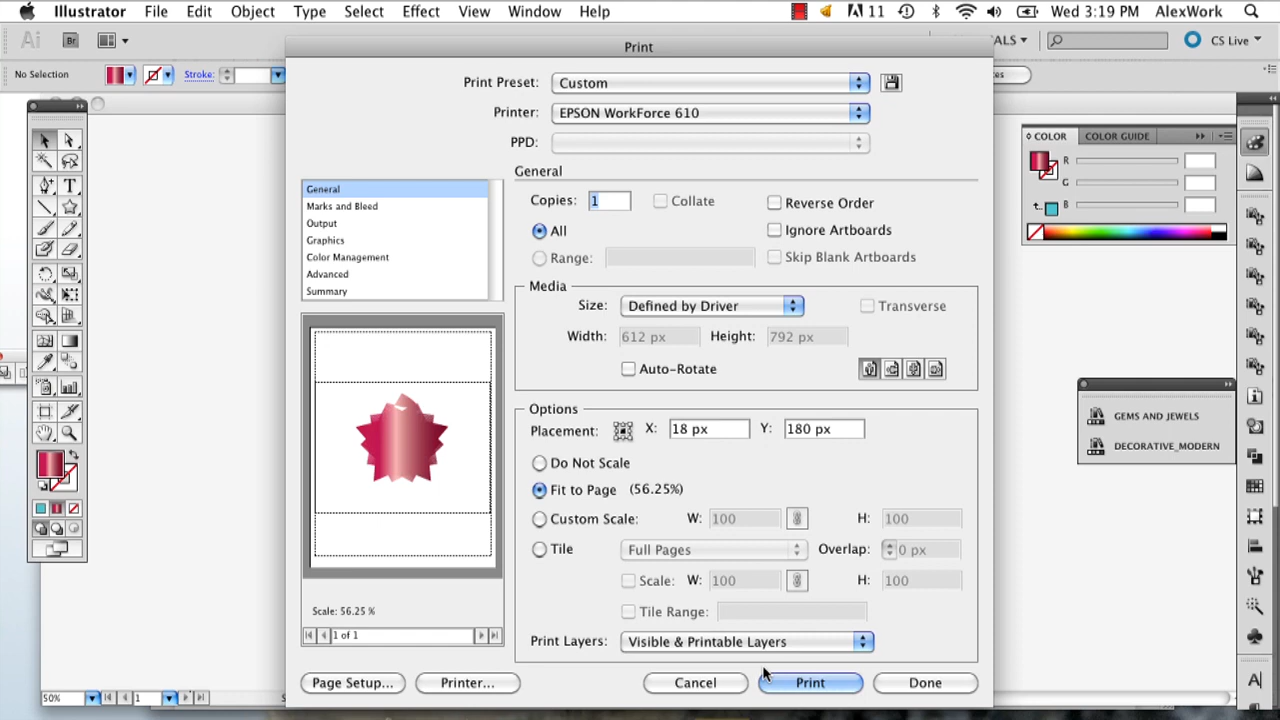 Illustrator File Edit Object Type Select Effect View Window Help 11 Wed 3:19 PM AlexWork
Ai Br ALS CS Live
Print
No Selection Stroke:
Print Preset: Custom
Printer: EPSON WorkForce 610
PPD:
General
Marks and Bleed
Output
Graphics
Color Management
Advanced
Summary
General
Copies: 1 Collate Reverse Order
All Ignore Artboards
Range: Skip Blank Artboards
Media
Size: Defined by Driver Transverse
Width: 612 px Height: 792 px
Auto-Rotate
Options
Placement: X: 18 px Y: 180 px
Do Not Scale
Fit to Page (56.25%)
Custom Scale: W: 100 H: 100
Tile Full Pages Overlap: 0 px
Scale: W: 100 H: 100
Tile Range:
Print Layers: Visible & Printable Layers
Scale: 56.25 %
1 of 1
Page Setup... Printer... Cancel Print Done
COLOR COLOR GUIDE
R
G
B
GEMS AND JEWELS
DECORATIVE_MODERN
50% 1